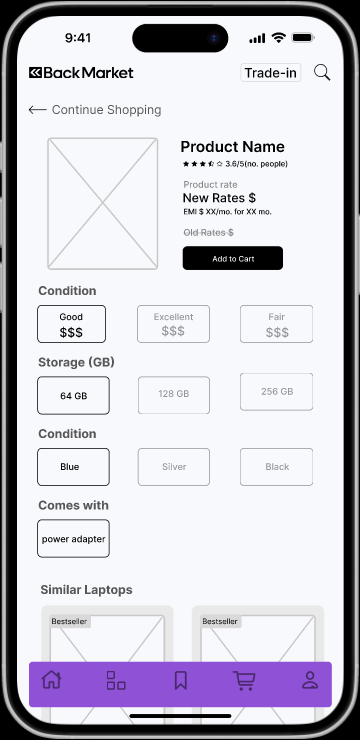 9:41
Back Market
Trade-in
Continue Shopping
Product Name
3.6/5(no. people)
Product rate
New Rates $
EMI $ XX/mo. for XX mo.
Old Rates $
Add to Cart
Condition
Good Excellent Fair
$$$ $$$ $$$
Storage (GB)
64 GB 128 GB 256 GB
Condition
Blue Silver Black
Comes with
power adapter
Similar Laptops
Bestseller Bestseller